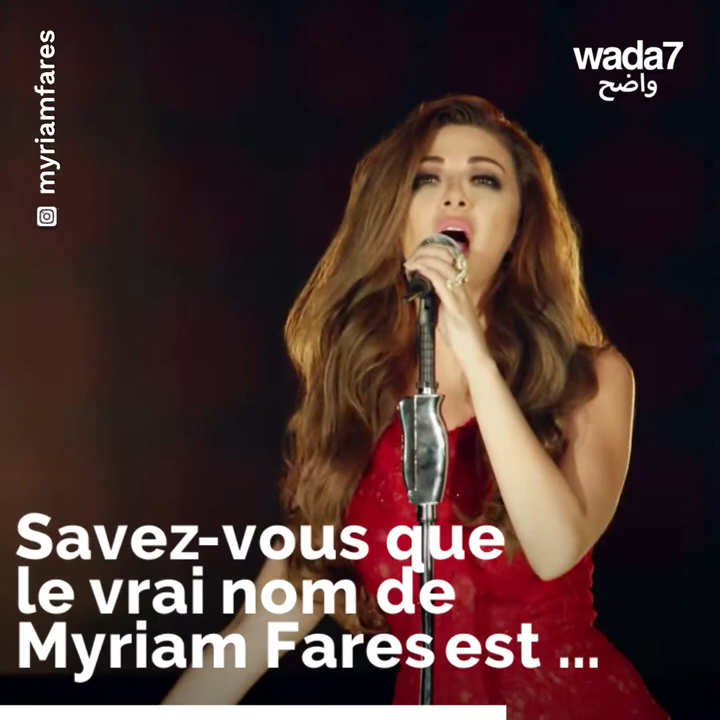 myriamfares
wada7
واضح
Savez-vous que
le vrai nom de
Myriam Fares est ...